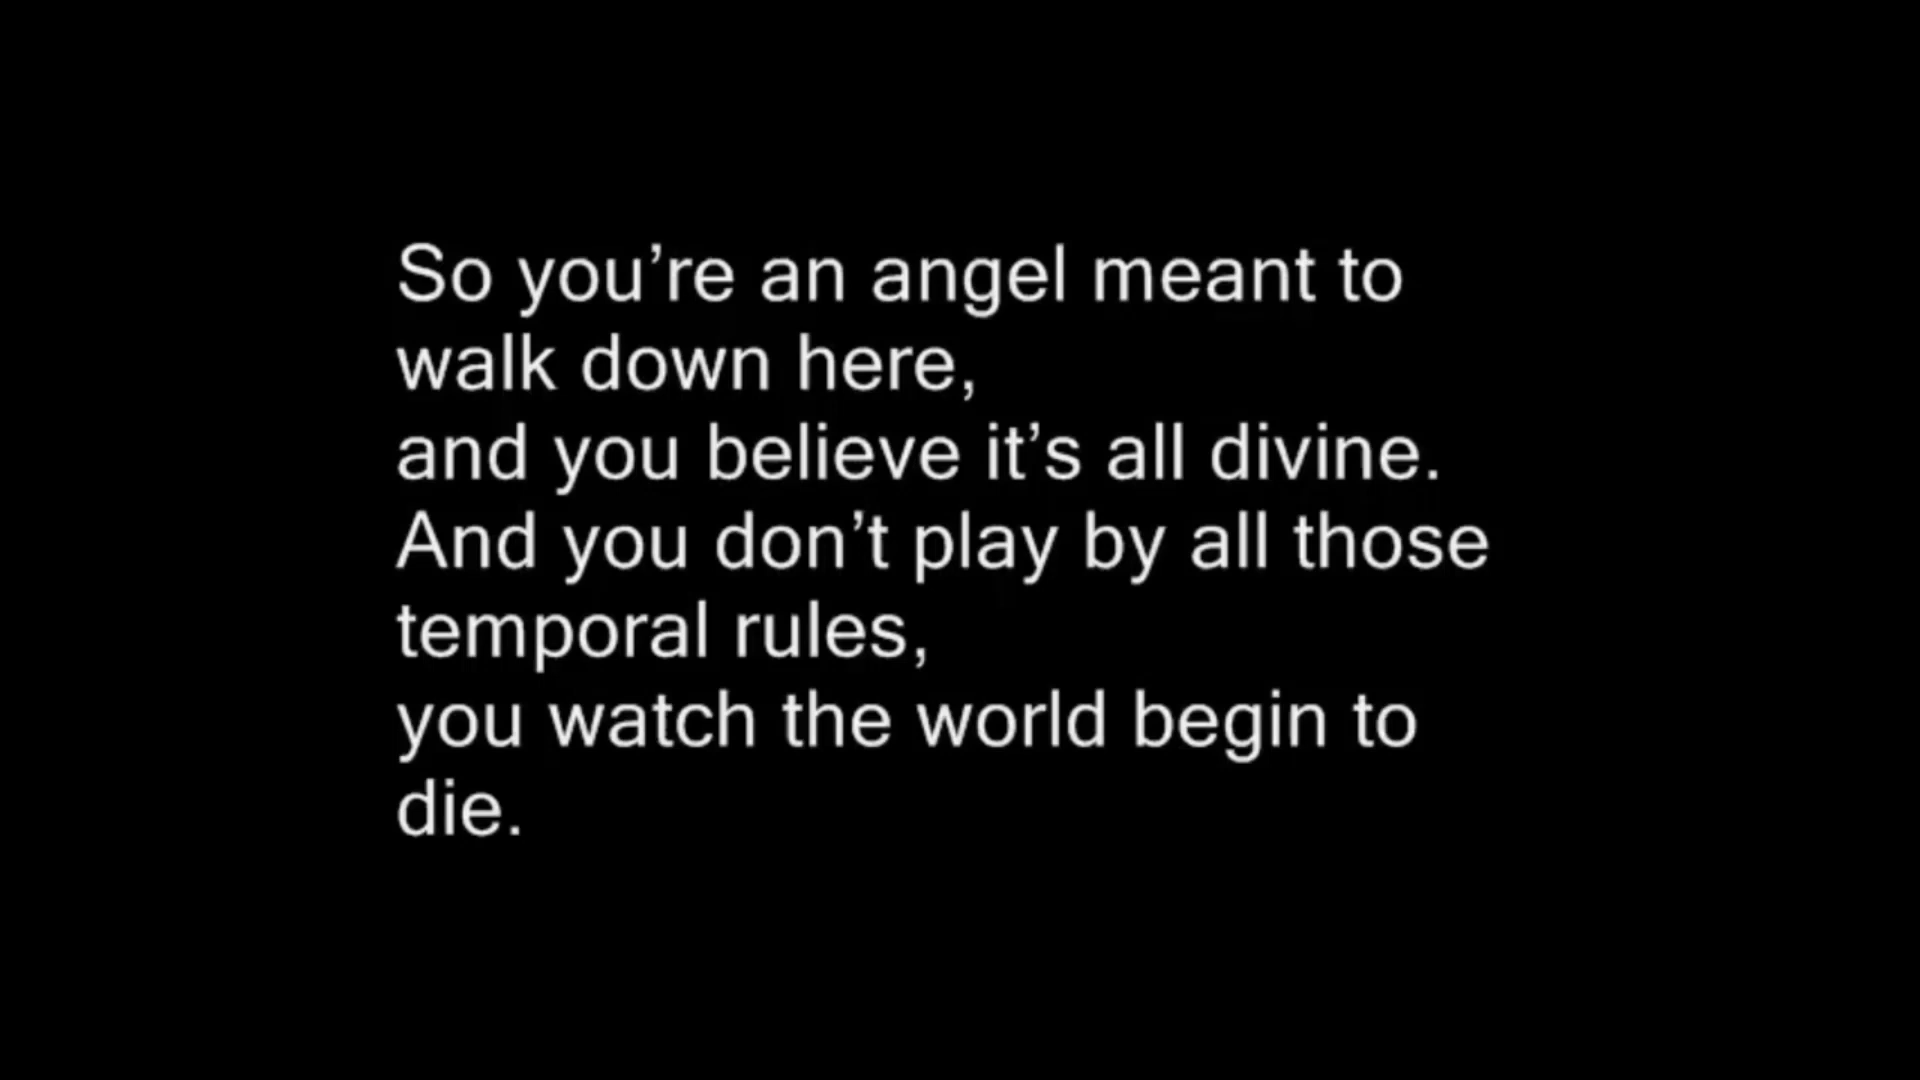 So you’re an angel meant to
walk down here,
and you believe it’s all divine.
And you don’t play by all those
temporal rules,
you watch the world begin to
die.